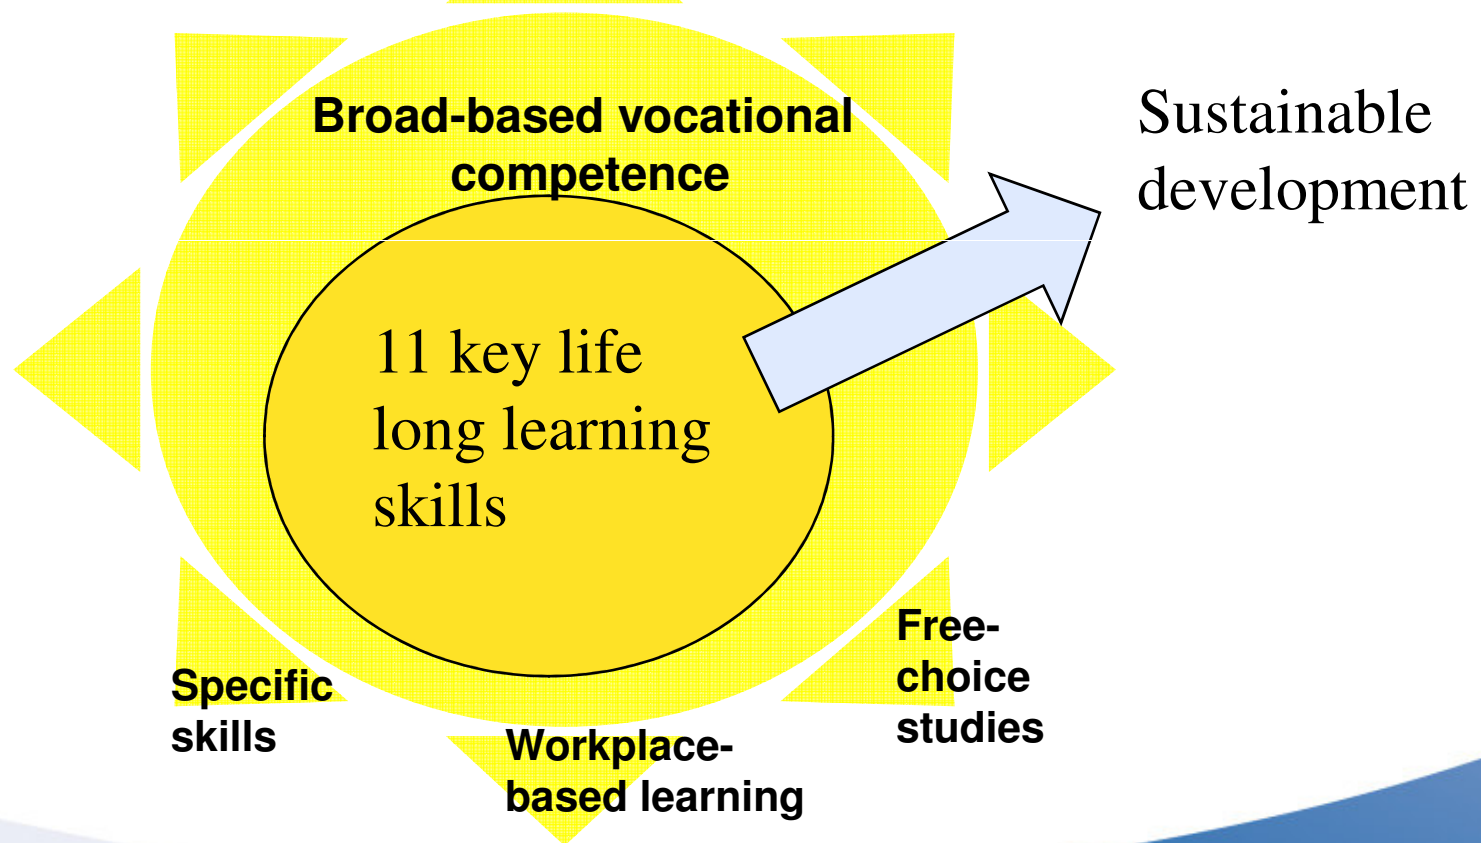 Broad-based vocational
competence
Sustainable
development
11 key life
long learning
skills
Specific
skills
Workplace-
based learning
Free-
choice
studies